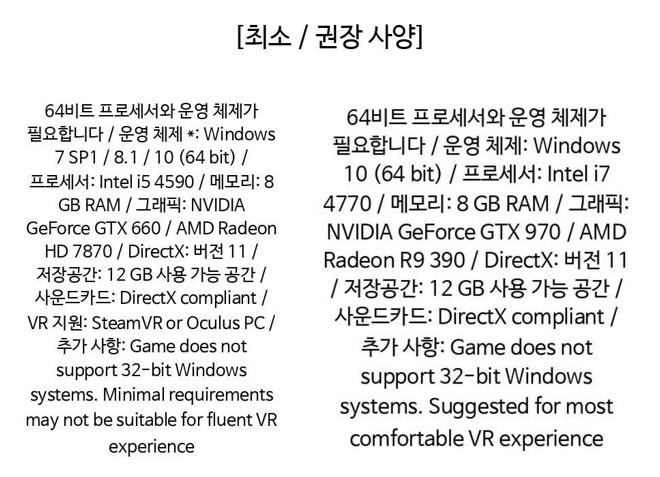 [최소 / 권장 사양]
64비트 프로세서와 운영 체제가
필요합니다 / 운영 체제 *: Windows
7 SP1 / 8.1 / 10 (64 bit) /
프로세서: Intel i5 4590 / 메모리: 8
GB RAM / 그래픽: NVIDIA
GeForce GTX 660 / AMD Radeon
HD 7870 / DirectX: 버전 11 /
저장공간: 12 GB 사용 가능 공간 /
사운드카드: DirectX compliant /
VR 지원: SteamVR or Oculus PC /
추가 사항: Game does not
support 32-bit Windows
systems. Minimal requirements
may not be suitable for fluent VR
experience
64비트 프로세서와 운영 체제가
필요합니다 / 운영 체제: Windows
10 (64 bit) / 프로세서: Intel i7
4770 / 메모리: 8 GB RAM / 그래픽:
NVIDIA GeForce GTX 970 / AMD
Radeon R9 390 / DirectX: 버전 11
/ 저장공간: 12 GB 사용 가능 공간 /
사운드카드: DirectX compliant /
추가 사항: Game does not
support 32-bit Windows
systems. Suggested for most
comfortable VR experience